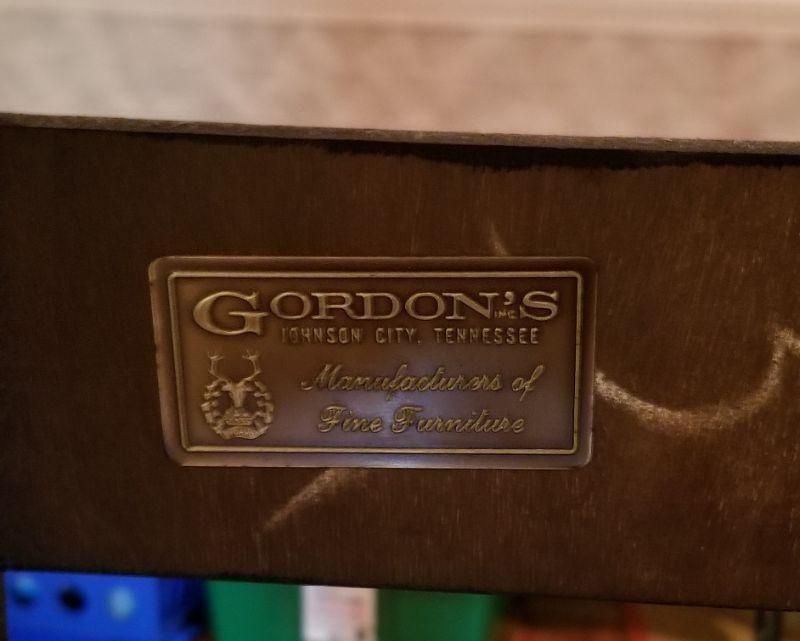 GORDON'S INC.
JOHNSON CITY, TENNESSEE
Manufacturers of
Fine Furniture